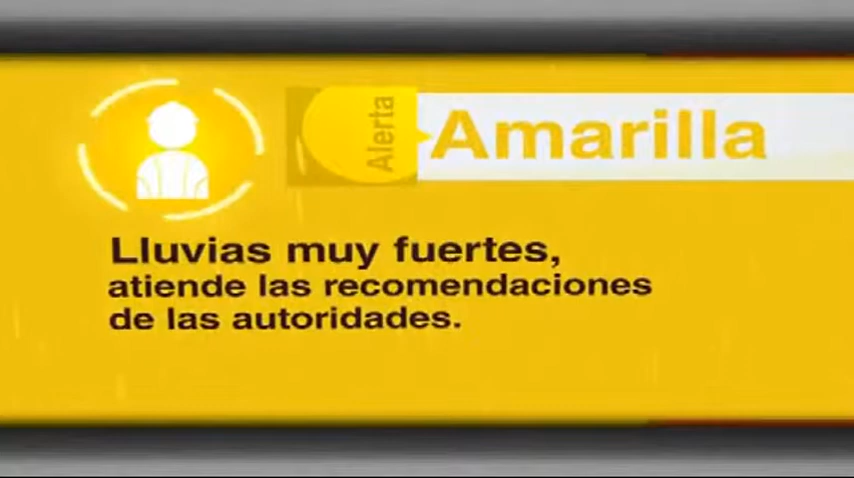 Alerta
Amarilla
Lluvias muy fuertes,
atiende las recomendaciones
de las autoridades.